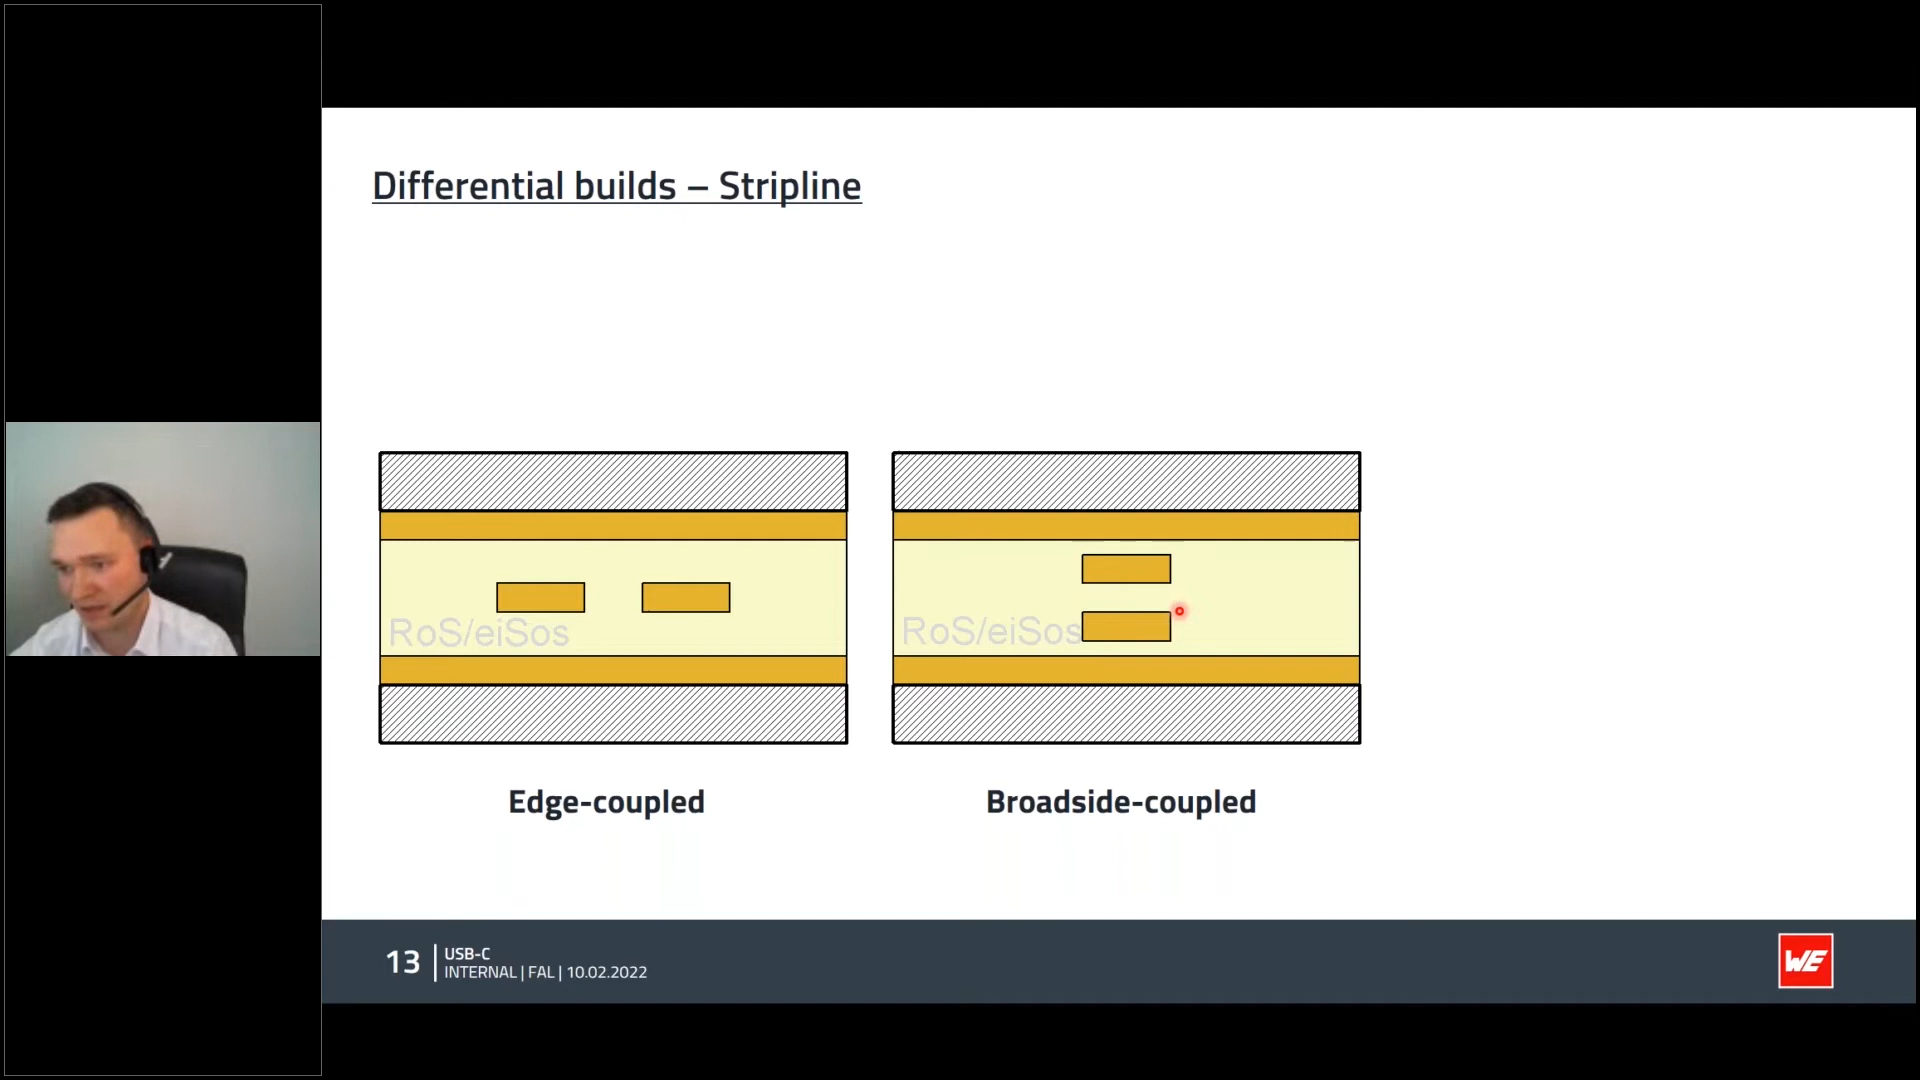 Differential builds – Stripline
RoS/eiSos
RoS/eiSos
Edge-coupled
Broadside-coupled
13
USB-C
INTERNAL | FAL | 10.02.2022
WE